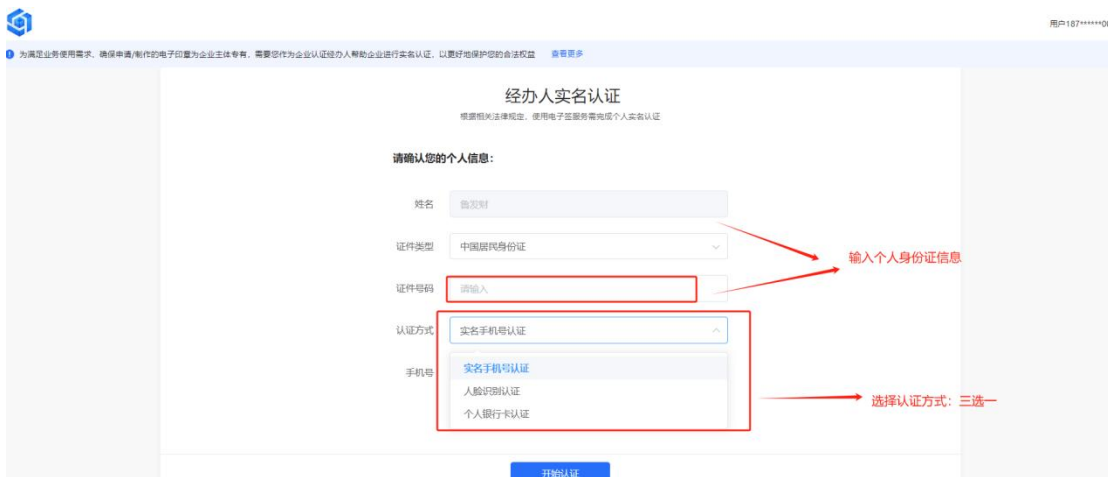 用户187******0
为满足业务使用需求，确保申请/制作的电子印章为企业主体专有，需要您作为企业认证经办人帮助企业进行实名认证，以更好地保护您的合法权益 查看更多
经办人实名认证
根据相关法律规定，使用电子签服务需完成个人实名认证
请确认您的个人信息：
姓名 鲁发财
证件类型 中国居民身份证
输入个人身份证信息
证件号码 请输入
认证方式 实名手机号认证
手机号 实名手机号认证
人脸识别认证
选择认证方式：三选一
个人银行卡认证
开始认证